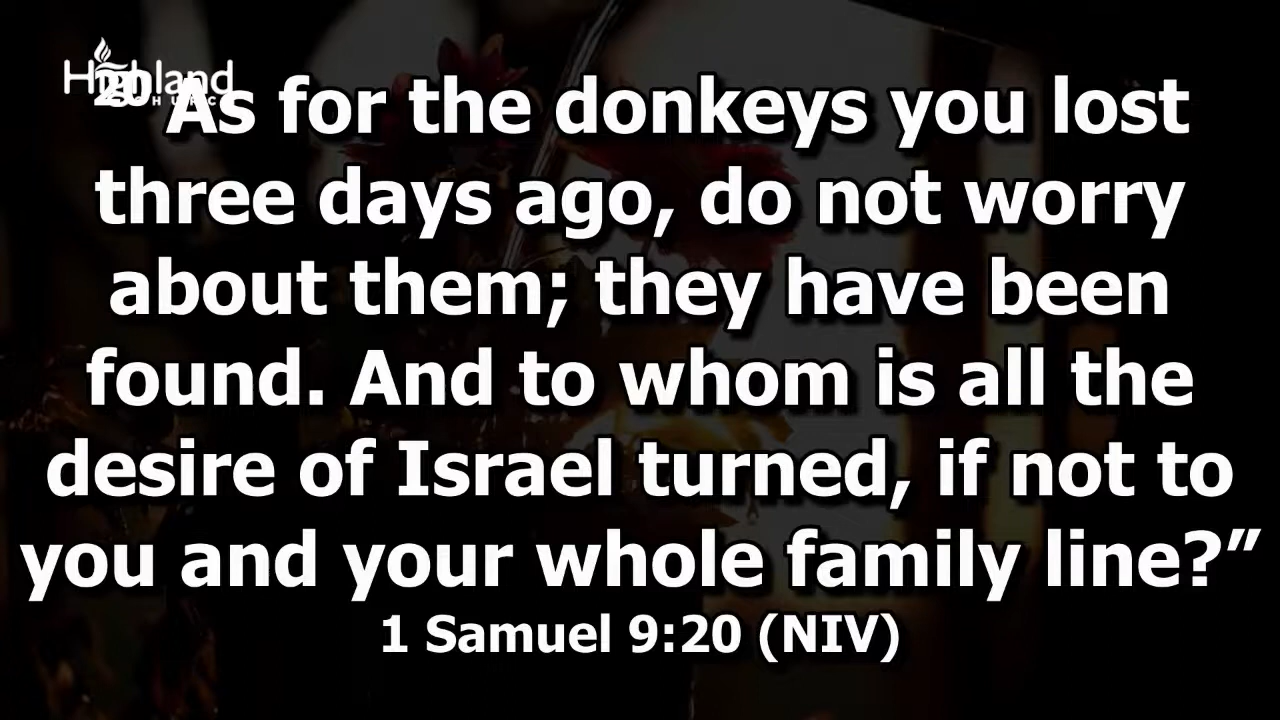 Highland
CHURCH
20 As for the donkeys you lost
three days ago, do not worry
about them; they have been
found. And to whom is all the
desire of Israel turned, if not to
you and your whole family line?”
1 Samuel 9:20 (NIV)